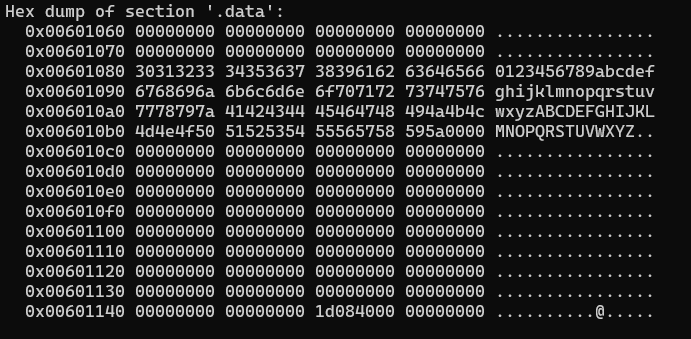 Hex dump of section '.data':
  0x00601060 00000000 00000000 00000000 00000000 ................
  0x00601070 00000000 00000000 00000000 00000000 ................
  0x00601080 30313233 34353637 38396162 63646566 0123456789abcdef
  0x00601090 6768696a 6b6c6d6e 6f707172 73747576 ghijklmnopqrstuv
  0x006010a0 7778797a 41424344 45464748 494a4b4c wxyzABCDEFGHIJKL
  0x006010b0 4d4e4f50 51525354 55565758 595a0000 MNOPQRSTUVWXYZ..
  0x006010c0 00000000 00000000 00000000 00000000 ................
  0x006010d0 00000000 00000000 00000000 00000000 ................
  0x006010e0 00000000 00000000 00000000 00000000 ................
  0x006010f0 00000000 00000000 00000000 00000000 ................
  0x00601100 00000000 00000000 00000000 00000000 ................
  0x00601110 00000000 00000000 00000000 00000000 ................
  0x00601120 00000000 00000000 00000000 00000000 ................
  0x00601130 00000000 00000000 00000000 00000000 ................
  0x00601140 00000000 00000000 1d084000 00000000 ..........@.....